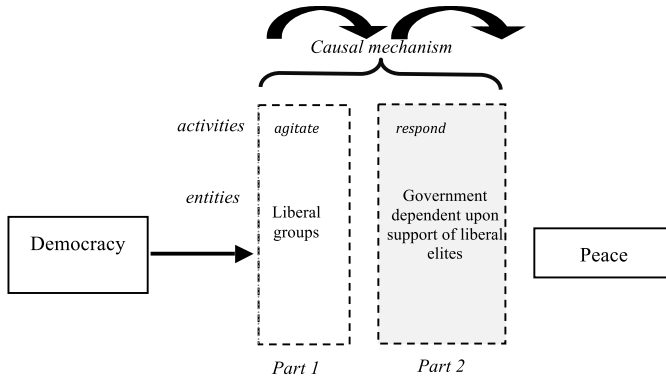 Causal mechanism
activities
agitate
respond
entities
Liberal
groups
Government
dependent upon
support of liberal
elites
Democracy
Peace
Part 1
Part 2